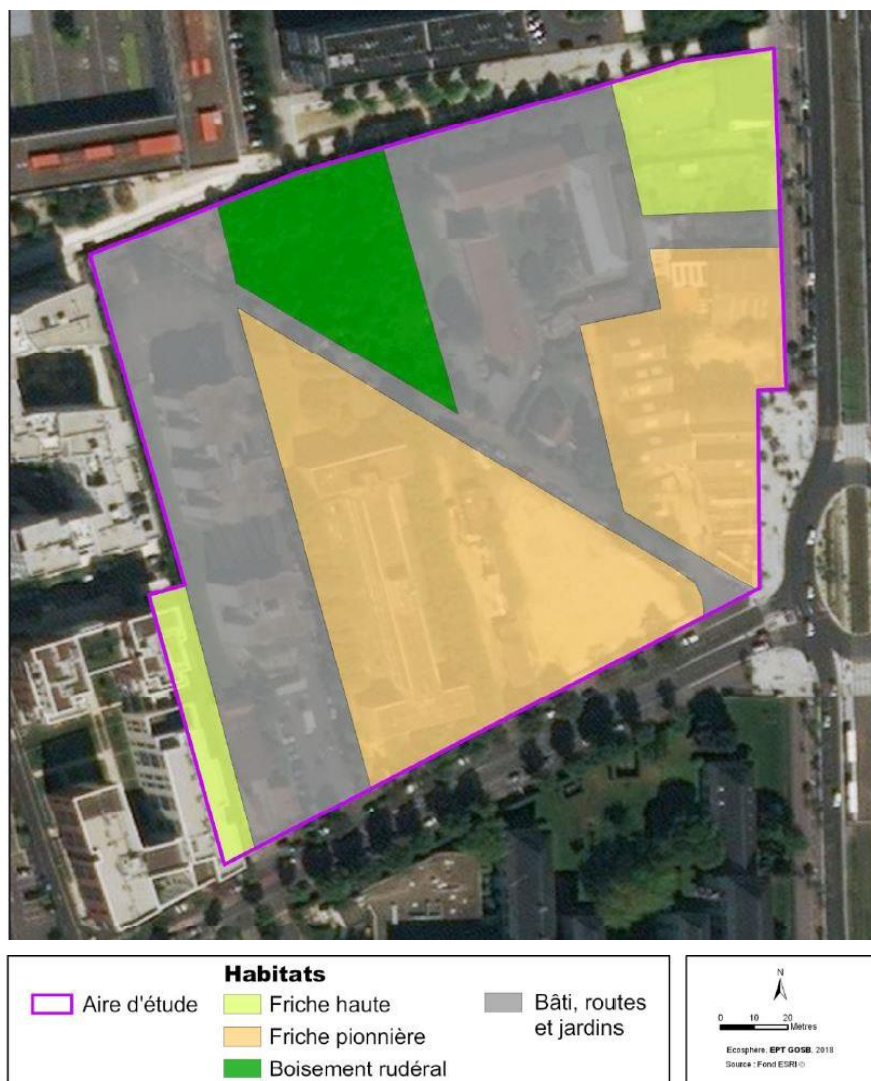 Habitats
Aire d'étude
Friche haute
Friche pionnière
Boisement rudéral
Bâti, routes
et jardins
N
0 10 20
Mètres
Ecosphère, EPT GOSB, 2018
Source : Fond ESRI ©